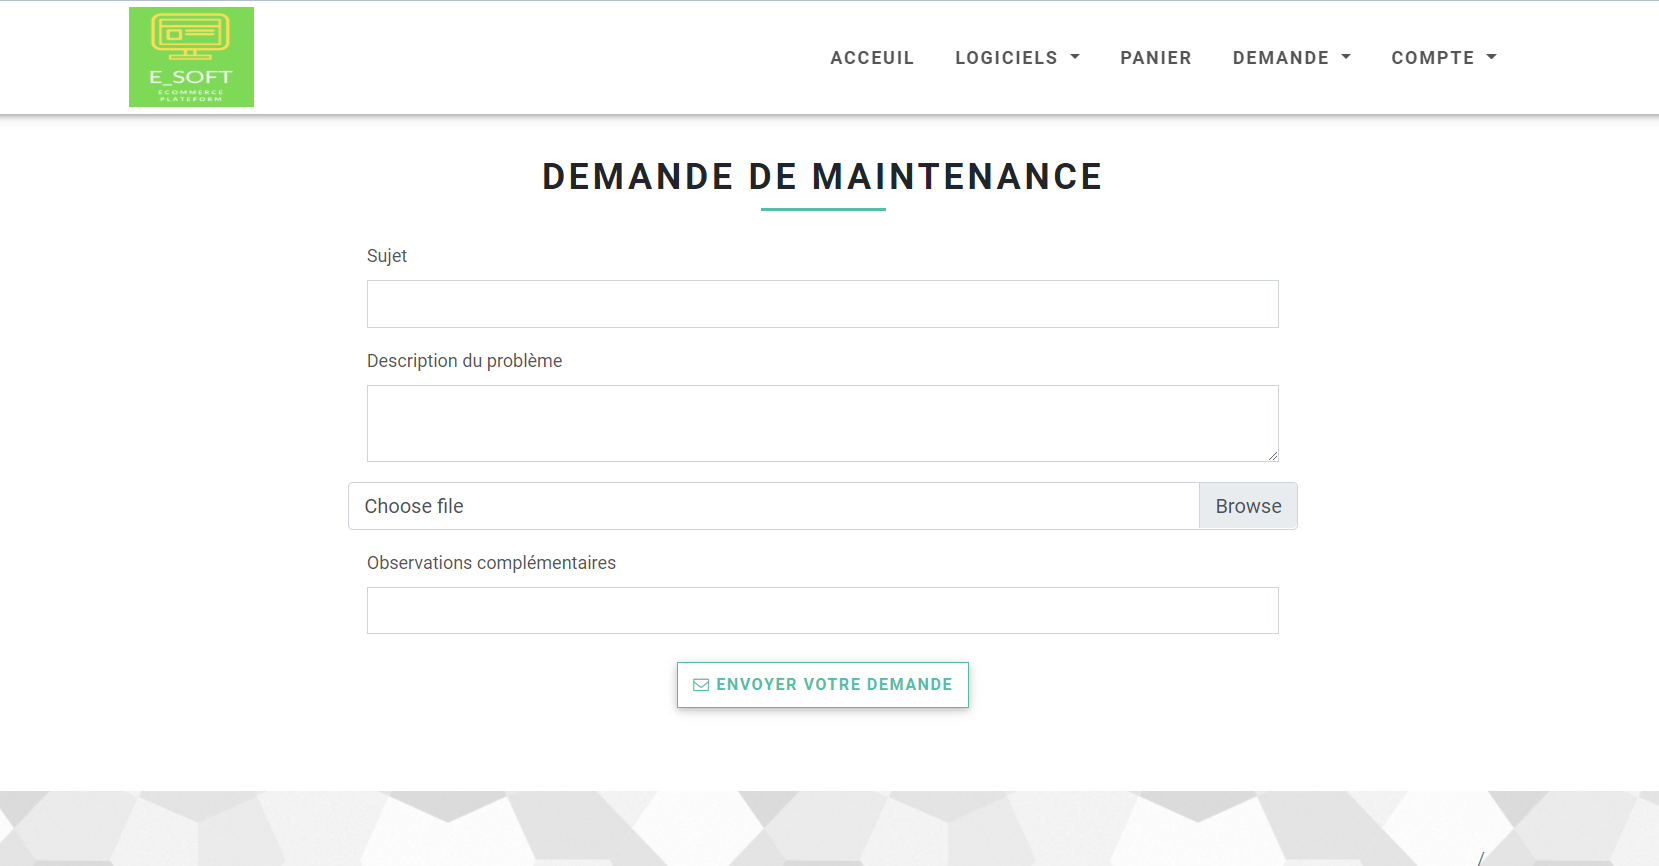 E_SOFT
ECOMMERCE
PLATEFORM
ACCEUIL LOGICIELS PANIER DEMANDE COMPTE
DEMANDE DE MAINTENANCE
Sujet
Description du problème
Choose file Browse
Observations complémentaires
ENVOYER VOTRE DEMANDE
/